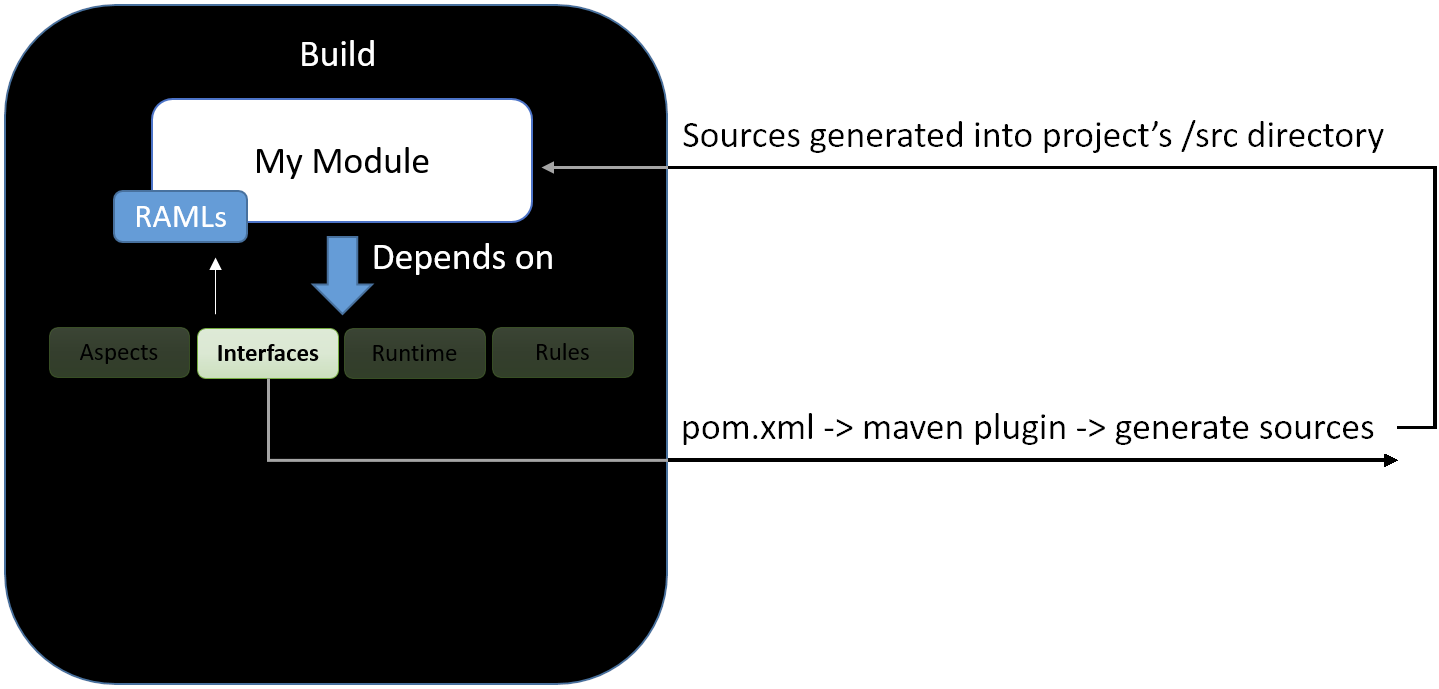 Build
My Module
Sources generated into project’s /src directory
RAMLs
Depends on
Aspects
Interfaces
Runtime
Rules
pom.xml -> maven plugin -> generate sources